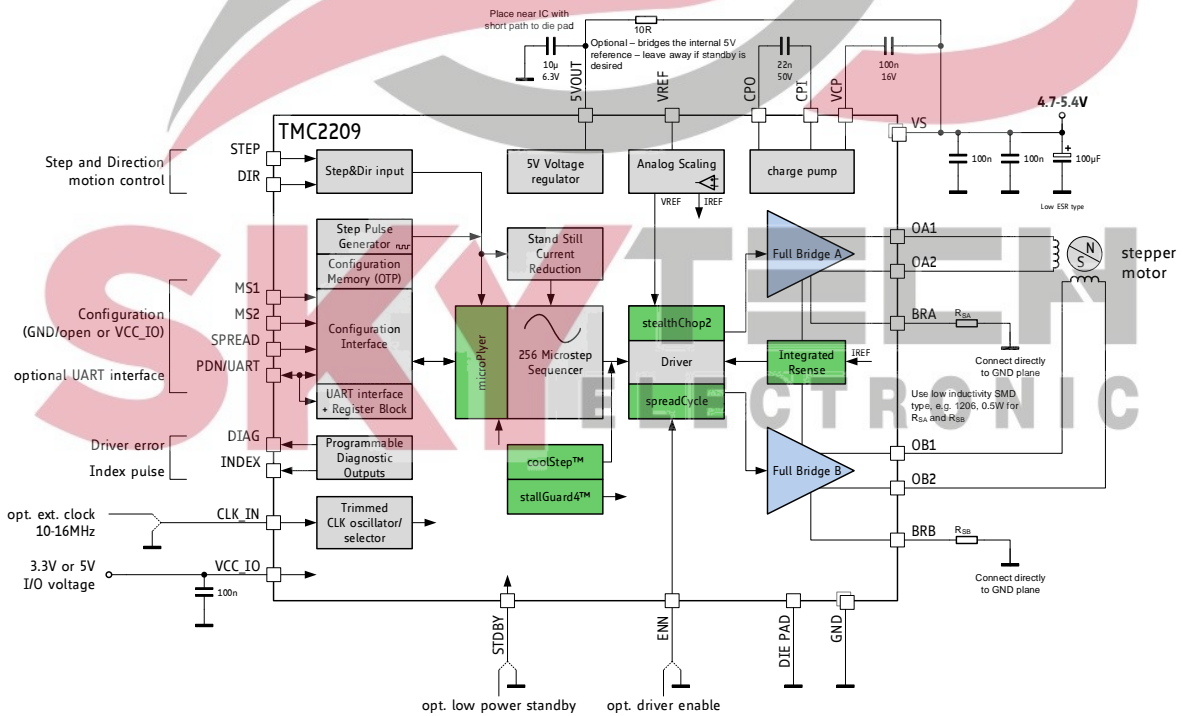 Place near IC with
short path to die pad
10µ
6.3V
10R
Optional – bridges the internal 5V
reference – leave away if standby is
desired
22n
50V
100n
16V
5VOUT
VREF
CPO
CPI
VCP
4.7-5.4V
VS
100n
100n
100µF
+
Low ESR type
TMC2209
Step and Direction
motion control
STEP
DIR
Step&Dir input
5V Voltage
regulator
Analog Scaling
VREF
IREF
charge pump
Step Pulse
Generator
Configuration
Memory (OTP)
Stand Still
Current
Reduction
Full Bridge A
OA1
OA2
N
S
stepper
motor
Configuration
(GND/open or VCC_IO)
optional UART interface
MS1
MS2
SPREAD
PDN/UART
Configuration
Interface
UART interface
+ Register Block
microPlyer
256 Microstep
Sequencer
stealthChop2
Driver
spreadCycle
Integrated
Rsense
IREF
BRA
RSA
Connect directly
to GND plane
Use low inductivity SMD
type, e.g. 1206, 0.5W for
RSA and RSB
Driver error
Index pulse
DIAG
INDEX
Programmable
Diagnostic
Outputs
coolStep™
stallGuard4™
Full Bridge B
OB1
OB2
opt. ext. clock
10-16MHz
CLK_IN
Trimmed
CLK oscillator/
selector
BRB
RSB
Connect directly
to GND plane
3.3V or 5V
I/O voltage
VCC_IO
100n
STDBY
ENN
DIE PAD
GND
opt. low power standby
opt. driver enable
SKYTECH
ELECTRONIC